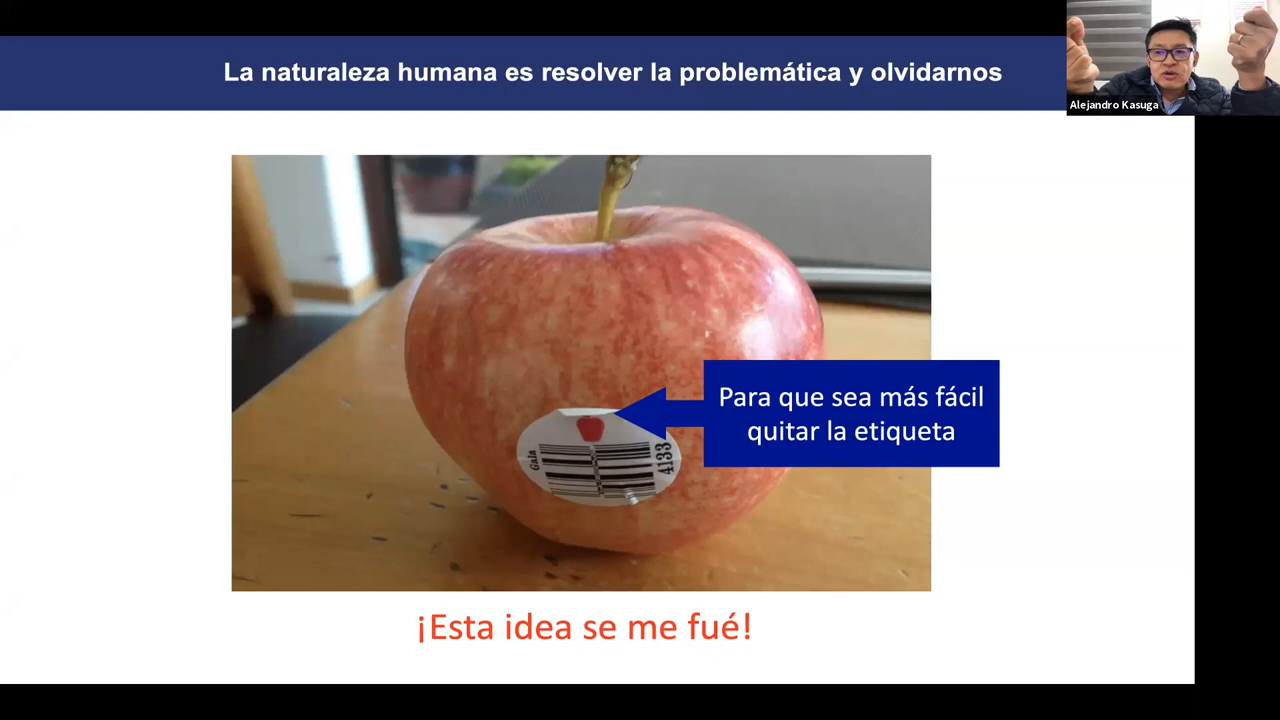 La naturaleza humana es resolver la problemática y olvidarnos
Alejandro Kasuga
Para que sea más fácil
quitar la etiqueta
Gala
4133
¡Esta idea se me fué!